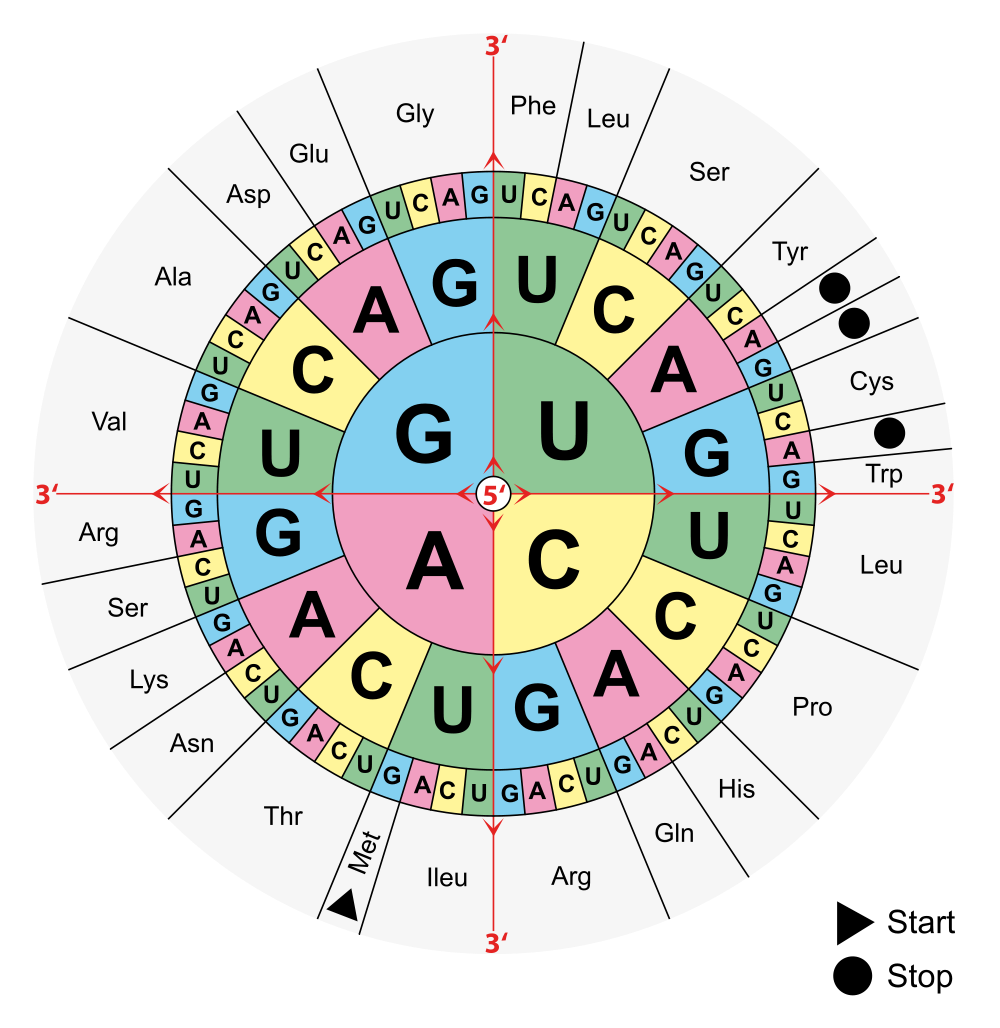 3‘
Phe
Leu
Ser
Tyr
Cys
Trp
3‘
Leu
Pro
His
Gln
Arg
3‘
Ileu
Met
Thr
Asn
Lys
Ser
Arg
3‘
Val
Ala
Asp
Glu
Gly
U C A G U C A G U C A G U C A G
U C A G U C A G U C A G U C A G
U C A G U C A G U C A G U C A G
U C A G U C A G U C A G U C A G
U C A G
U C A G
U C A G
U C A G
U C A G
5‘
Start
Stop